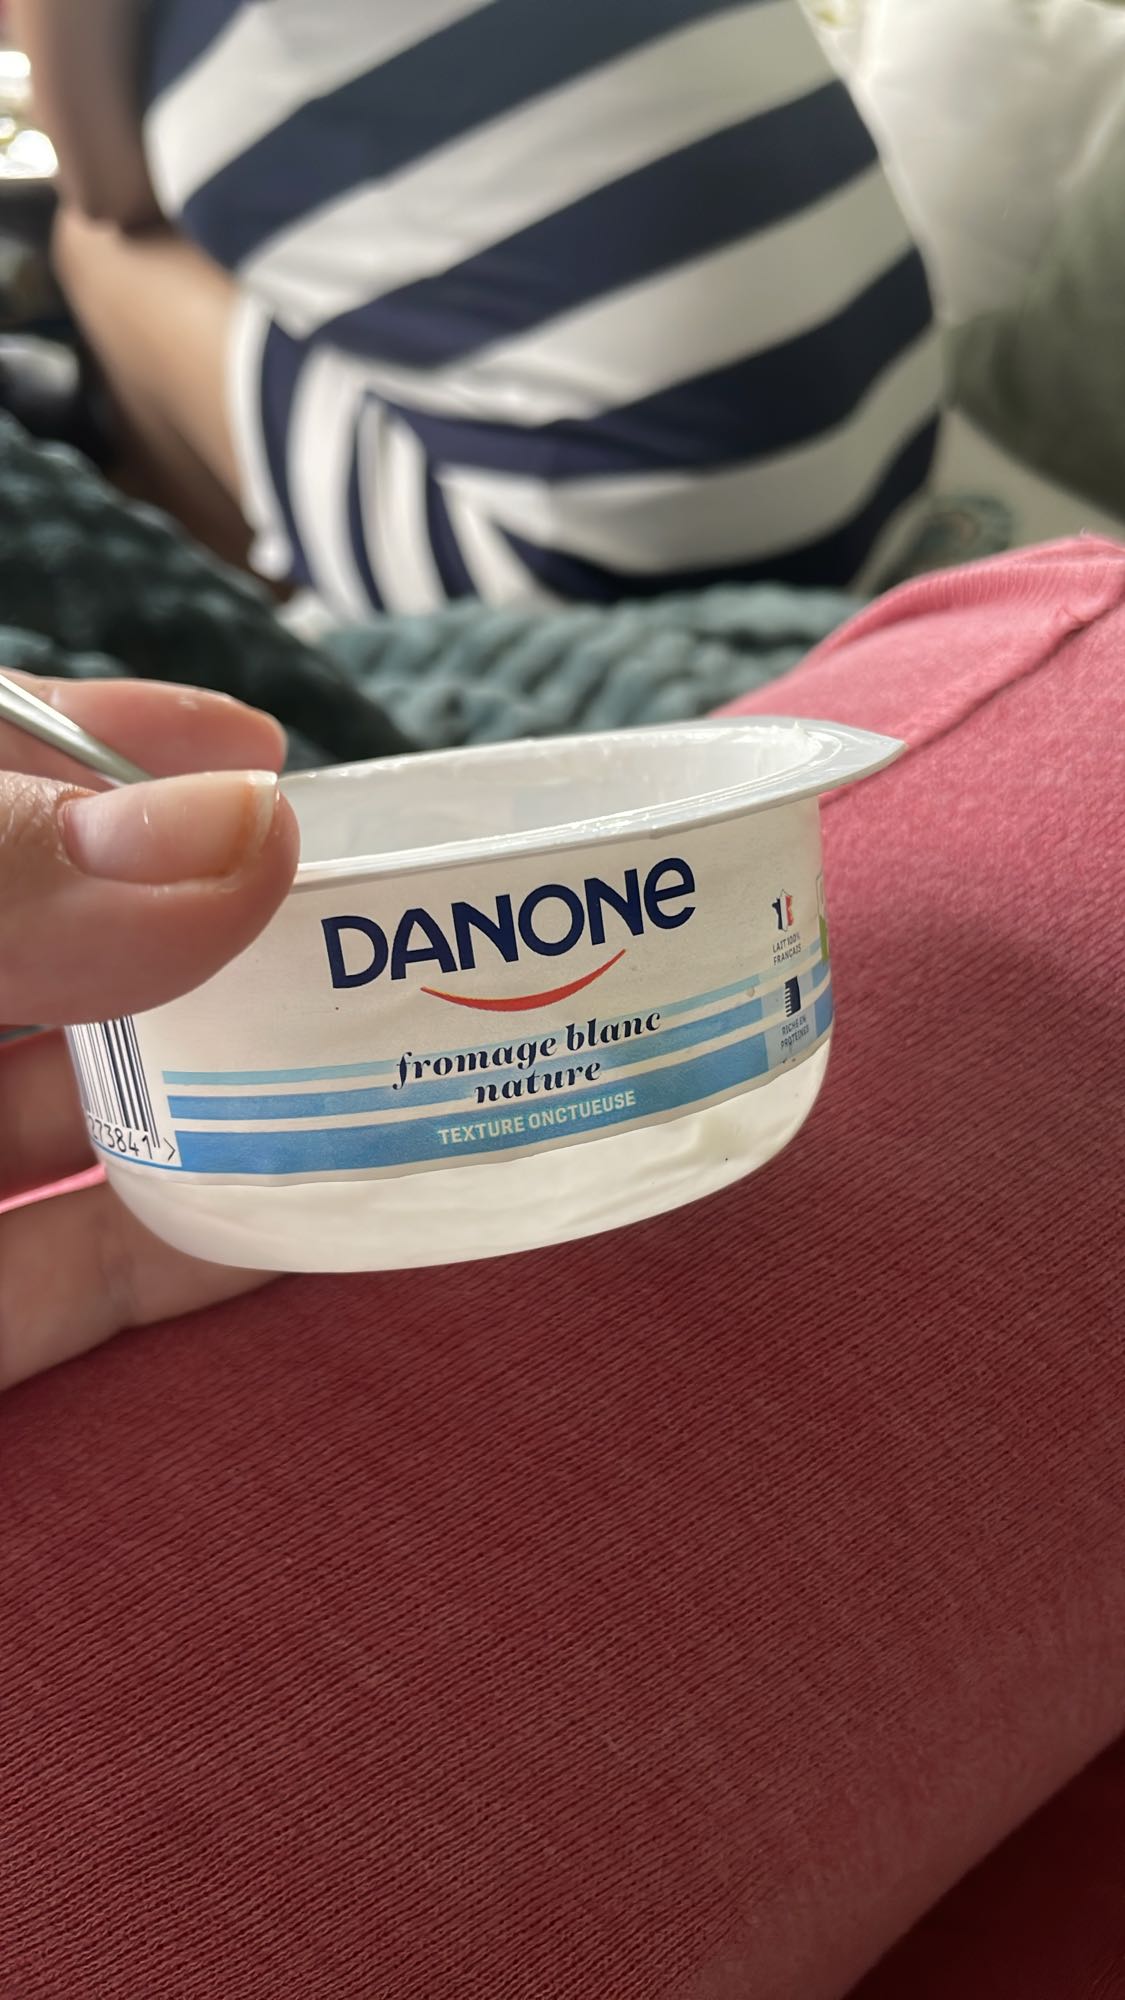 DANONE
fromage blanc
nature
TEXTURE ONCTUEUSE
LAIT 100%
FRANÇAIS
RICHE EN
PROTÉINES
273841 >